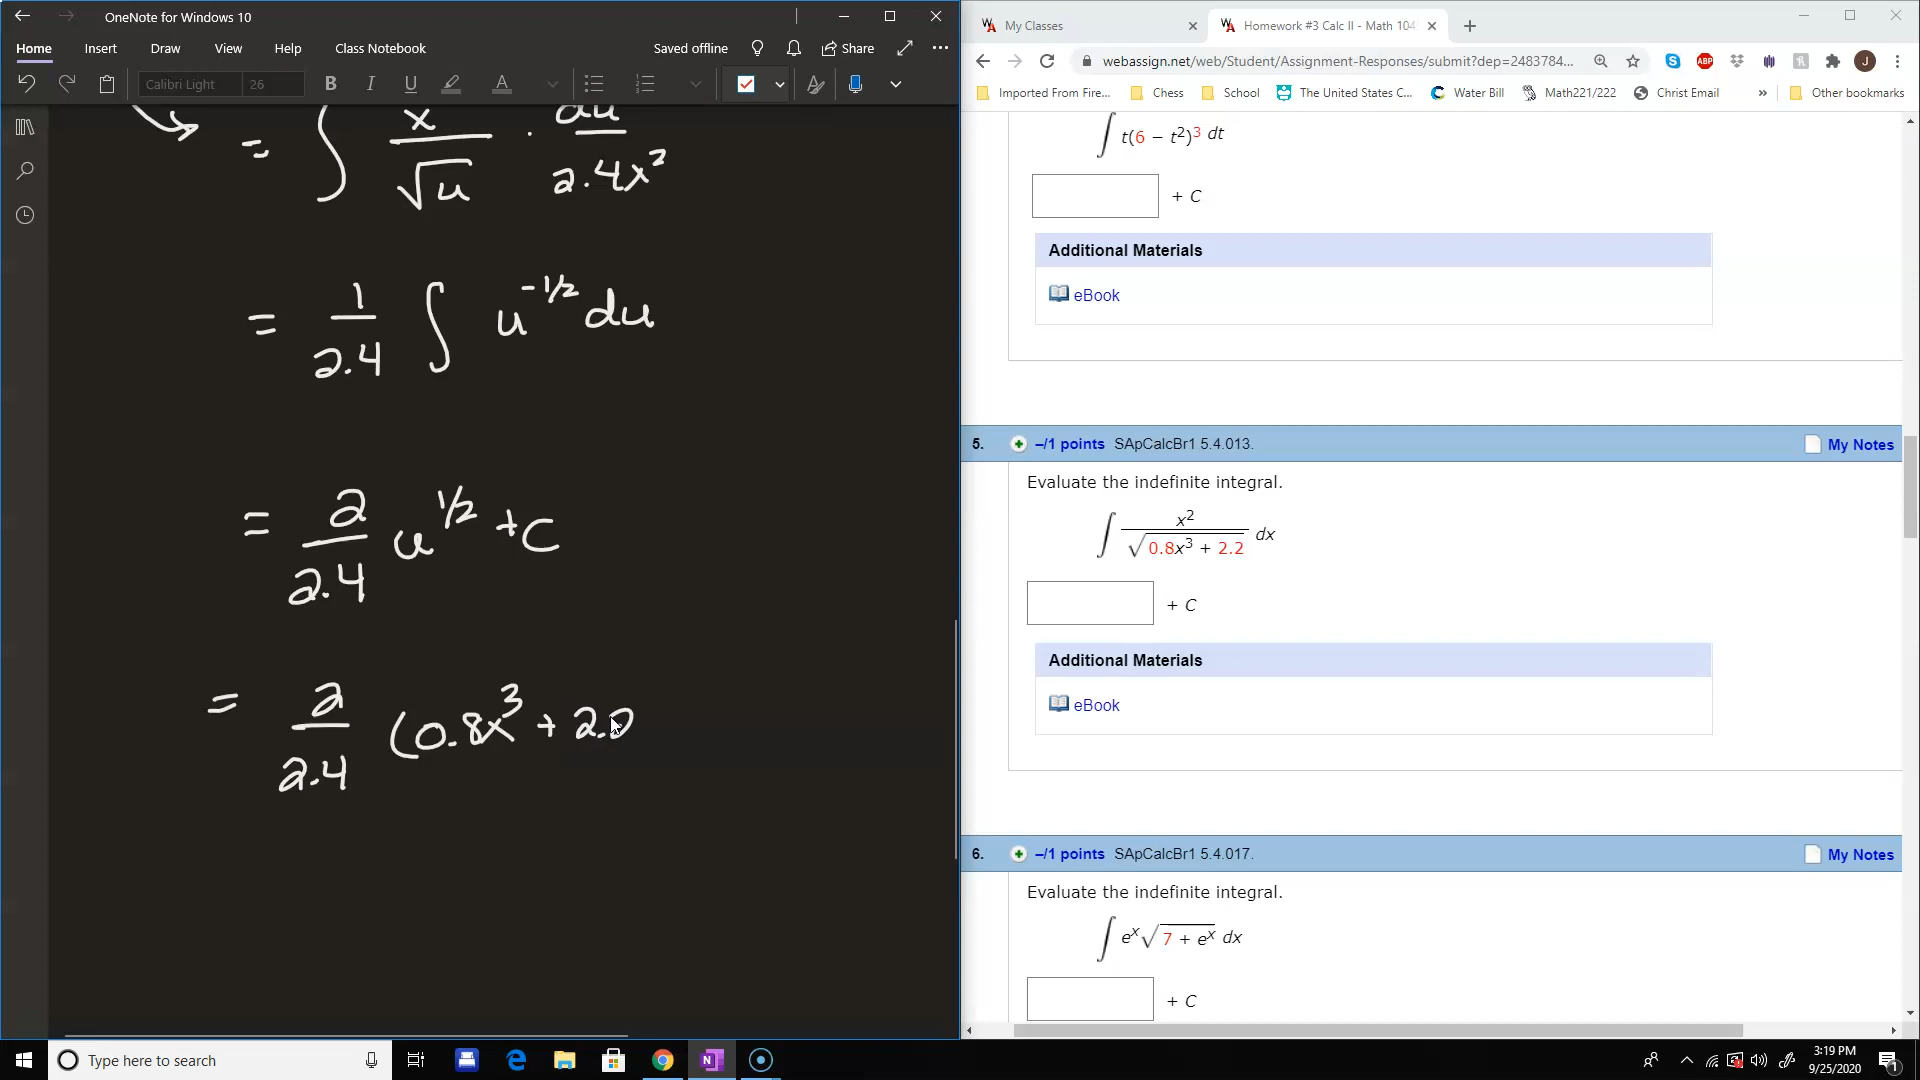 OneNote for Windows 10
Home Insert Draw View Help Class Notebook Saved offline Share
Calibri Light 26 B I U A
= ∫ x/√u · du/2.4x²
= 1/2.4 ∫ u^(-1/2) du
= 2/2.4 u^(1/2) + C
= 2/2.4 (0.8x³ + 2.2
My Classes
Homework #3 Calc II - Math 104
webassign.net/web/Student/Assignment-Responses/submit?dep=2483784... ABP J
Imported From Fire... Chess School The United States C... Water Bill Math221/222 Christ Email » Other bookmarks
∫ t(6 − t²)³ dt
+ C
Additional Materials
eBook
5. –/1 points SApCalcBr1 5.4.013. My Notes
Evaluate the indefinite integral.
∫ x²/√(0.8x³ + 2.2) dx
+ C
Additional Materials
eBook
6. –/1 points SApCalcBr1 5.4.017. My Notes
Evaluate the indefinite integral.
∫ eˣ√(7 + eˣ) dx
+ C
Type here to search
3:19 PM
9/25/2020